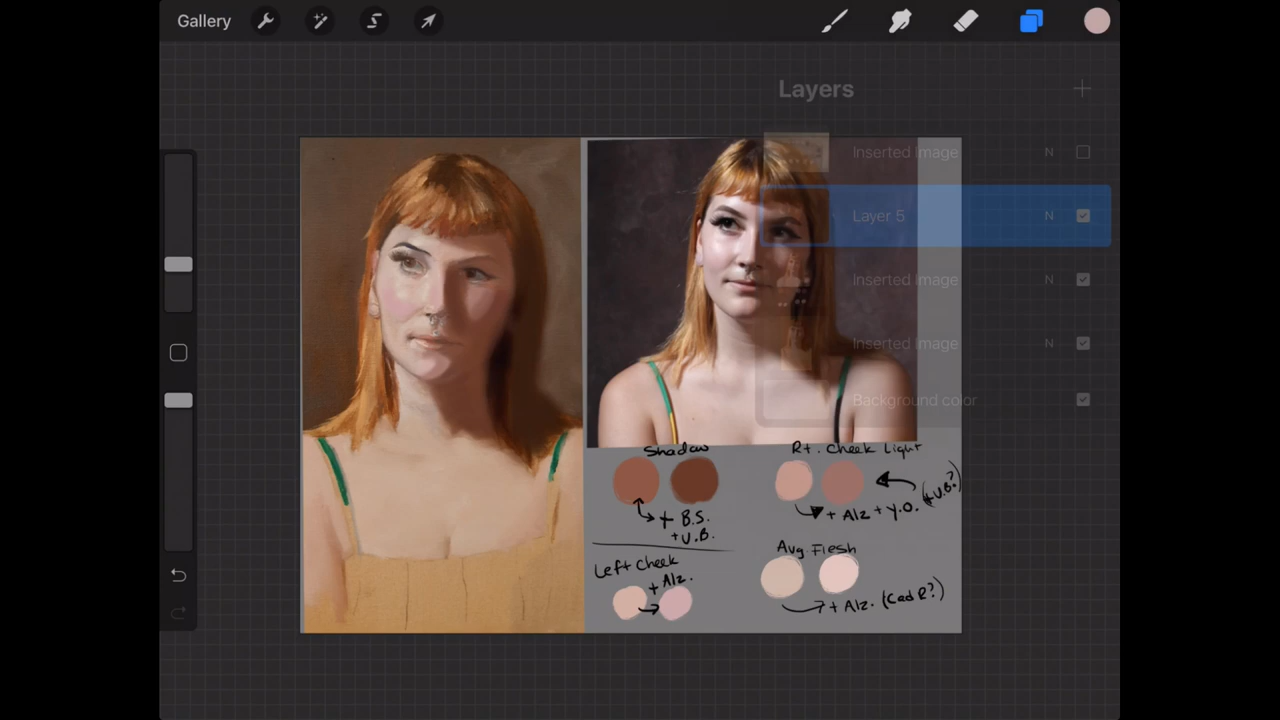 Gallery
Layers
Inserted Image N
Layer 5 N
Inserted Image N
Inserted Image N
Background color
Shadow
+ B.S.
+ U.B.
Rt. Cheek Light
(+U.B?)
+ Alz + Y.O.
Left Cheek
+ Alz.
Avg. Flesh
+ Alz. (Cad R?)